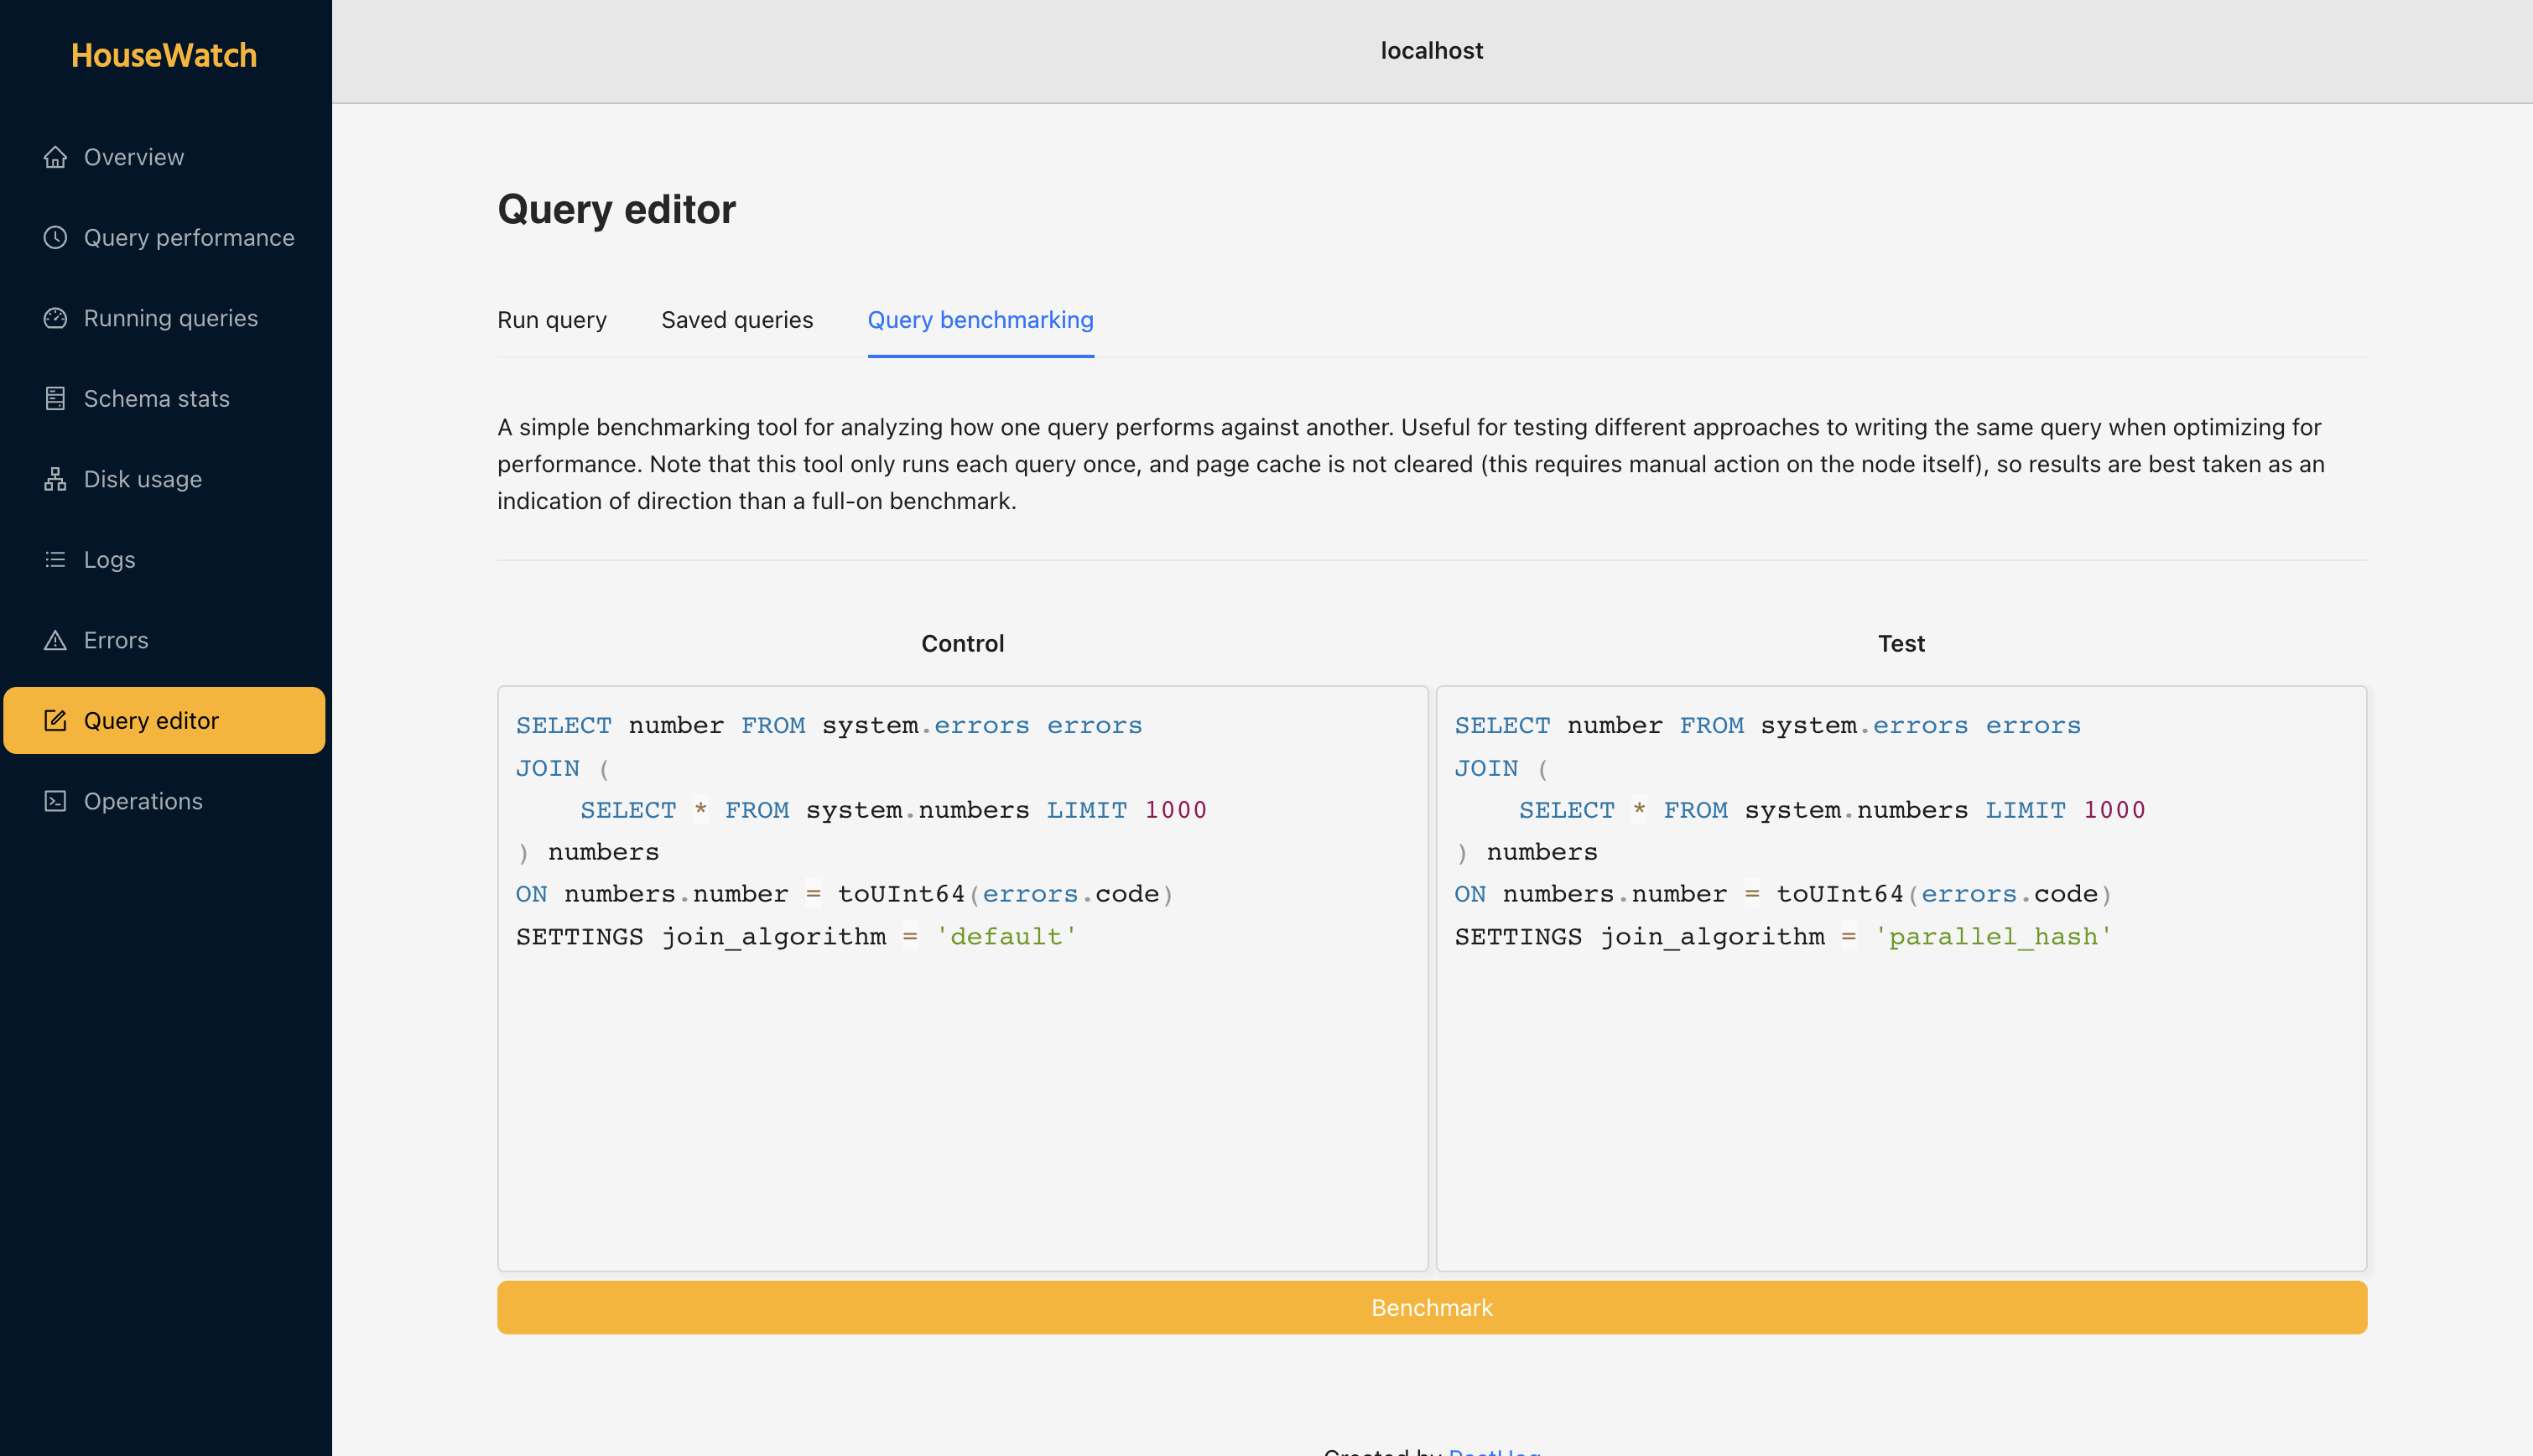 HouseWatch
Overview
Query performance
Running queries
Schema stats
Disk usage
Logs
Errors
Query editor
Operations
localhost
Query editor
Run query
Saved queries
Query benchmarking
A simple benchmarking tool for analyzing how one query performs against another. Useful for testing different approaches to writing the same query when optimizing for
performance. Note that this tool only runs each query once, and page cache is not cleared (this requires manual action on the node itself), so results are best taken as an
indication of direction than a full-on benchmark.
Control
SELECT number FROM system.errors errors
JOIN (
    SELECT * FROM system.numbers LIMIT 1000
) numbers
ON numbers.number = toUInt64(errors.code)
SETTINGS join_algorithm = 'default'
Test
SELECT number FROM system.errors errors
JOIN (
    SELECT * FROM system.numbers LIMIT 1000
) numbers
ON numbers.number = toUInt64(errors.code)
SETTINGS join_algorithm = 'parallel_hash'
Benchmark
Created by PostHog